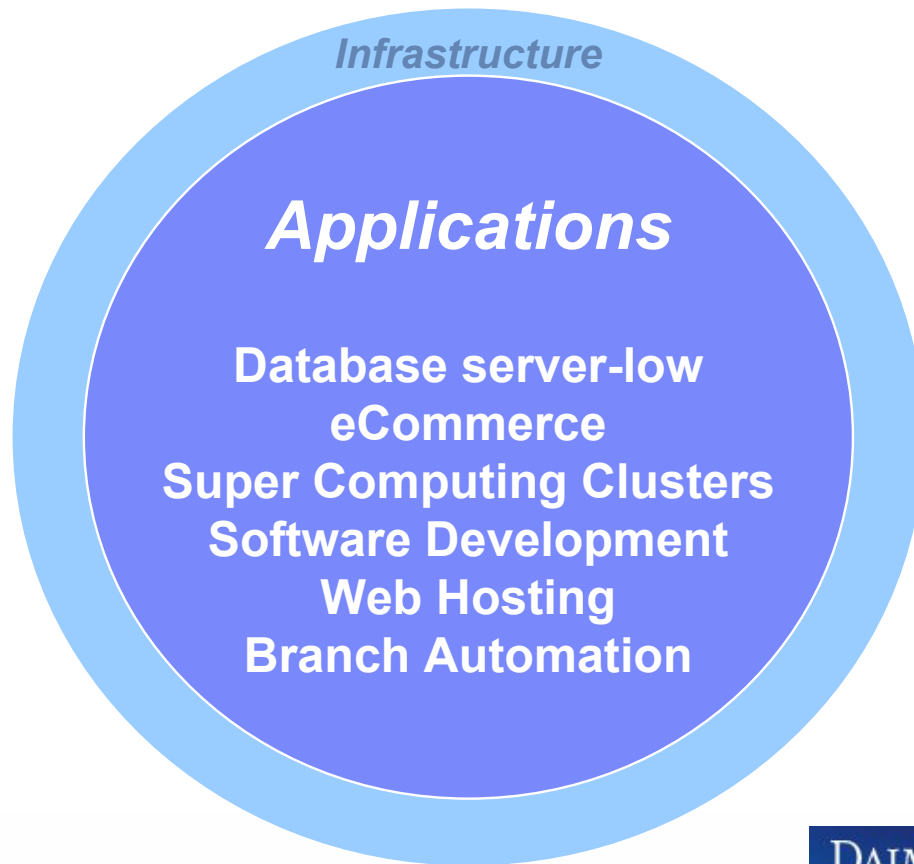 Infrastructure
Applications
Database server-low
eCommerce
Super Computing Clusters
Software Development
Web Hosting
Branch Automation